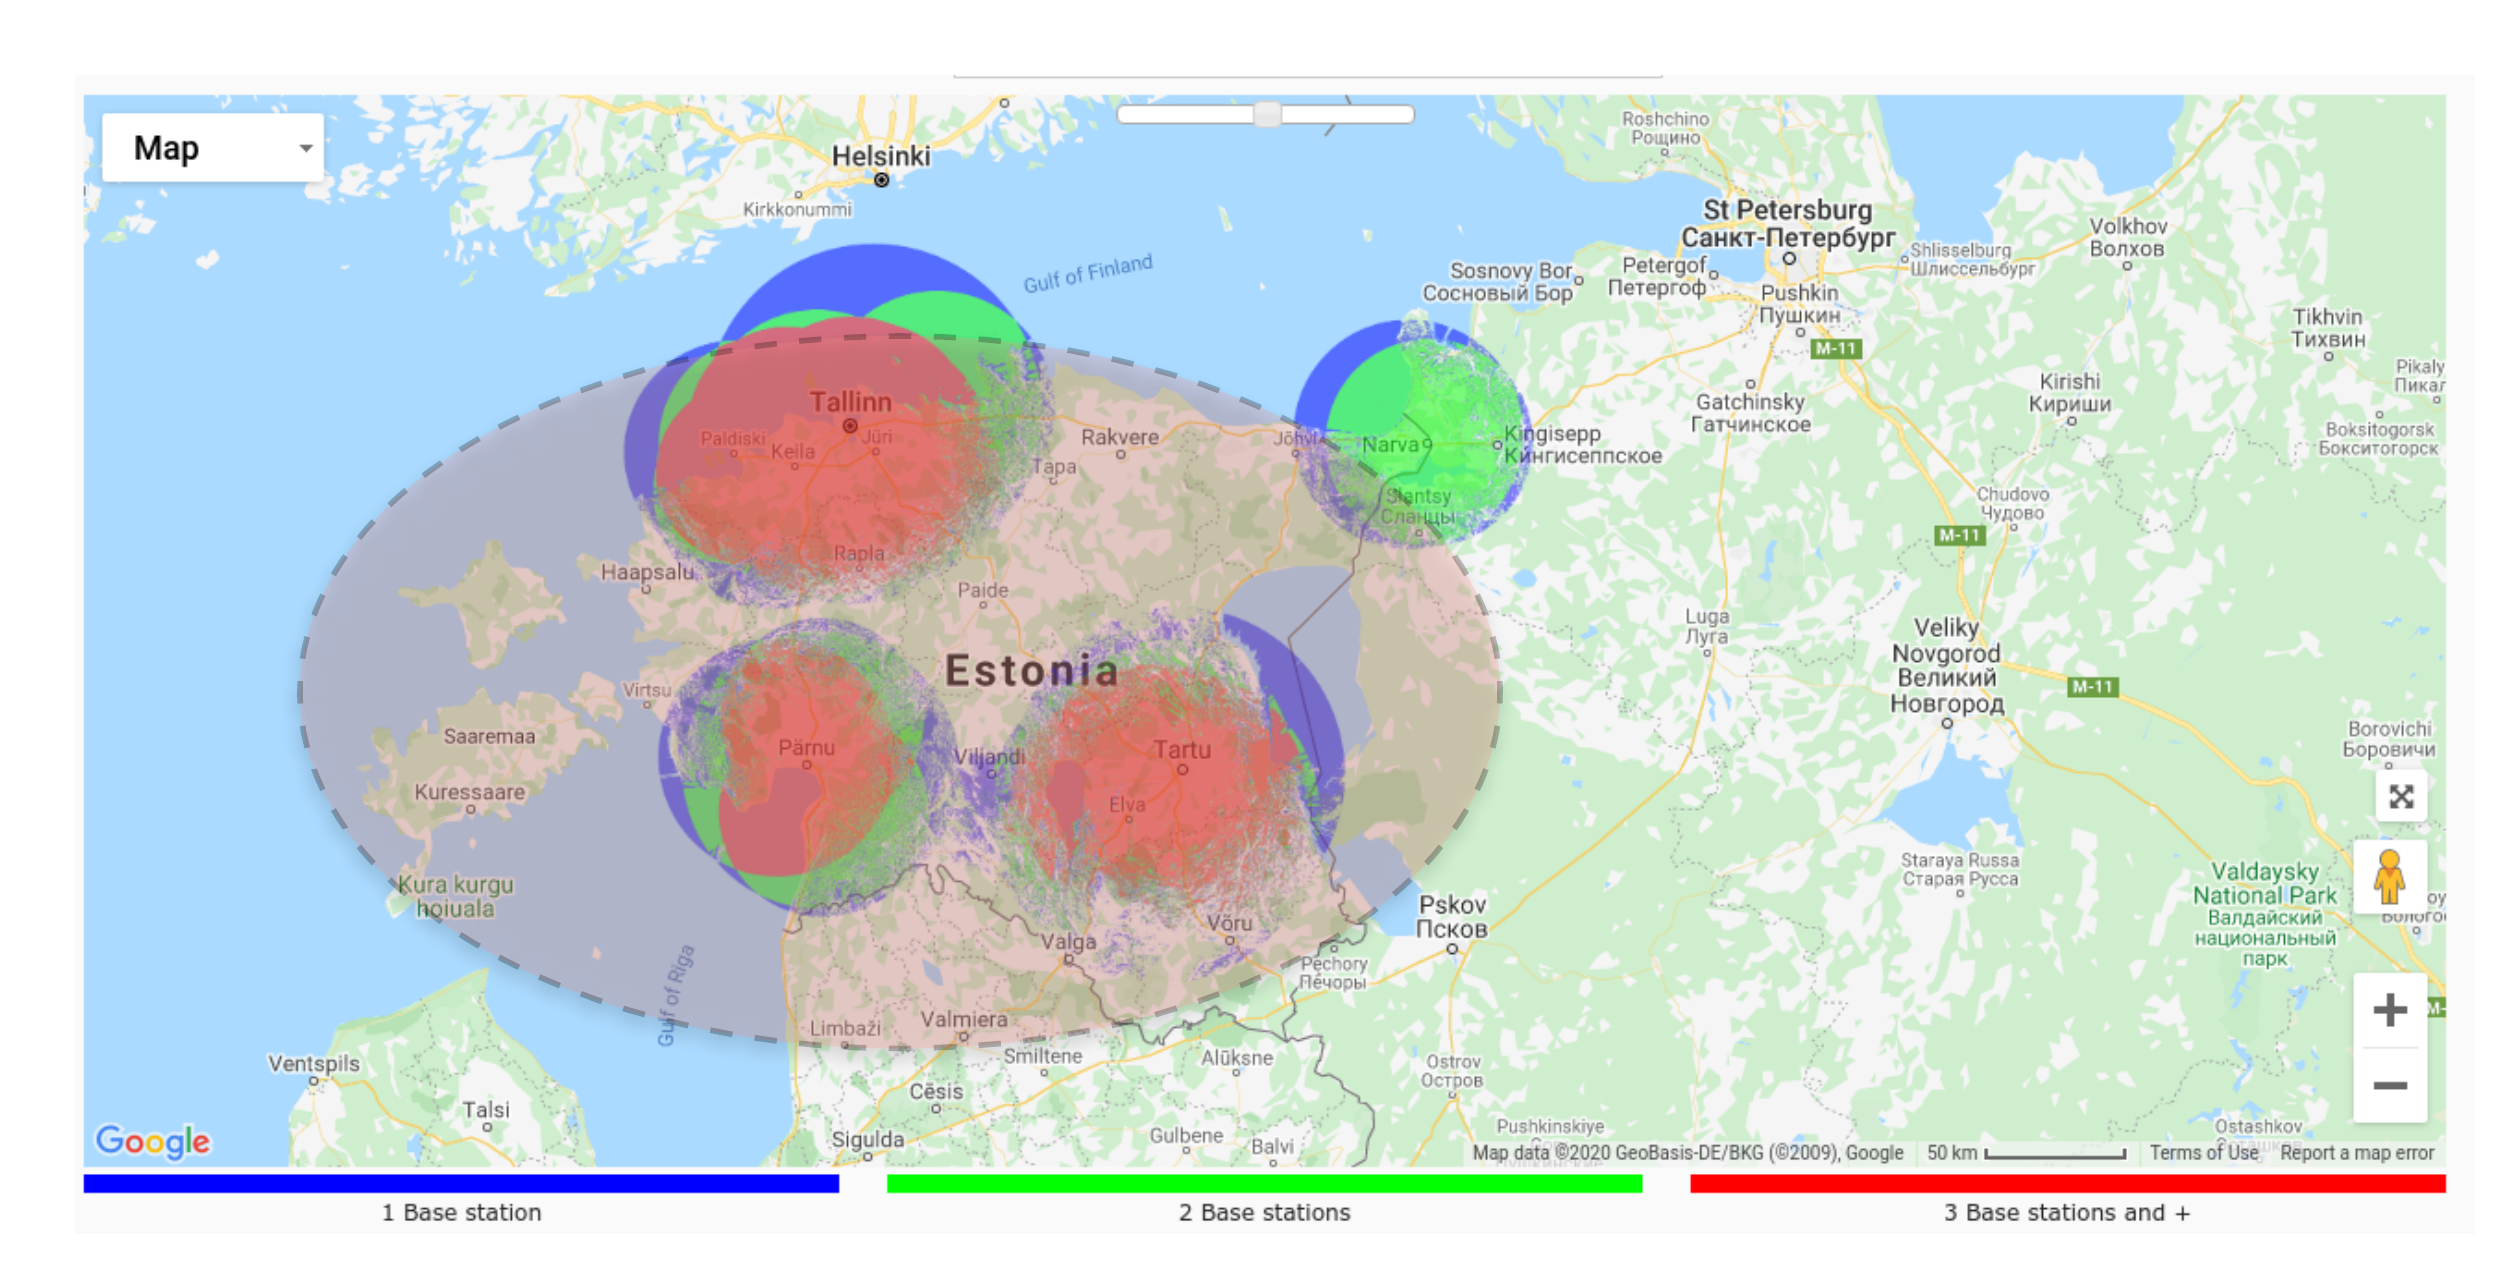 Map
Helsinki
Kirkkonummi
Gulf of Finland
Roshchino
Рощино
St Petersburg
Санкт-Петербург
Sosnovy Bor
Сосновый Бор
Petergof
Петергоф
Shlisselburg
Шлиссельбург
Volkhov
Волхов
Pushkin
Пушкин
M-11
Tikhvin
Тихвин
Pikaly
Пикал
Kirishi
Кириши
Gatchinsky
Гатчинское
Boksitogorsk
Бокситогорск
Tallinn
Paldiski
Keila
Jüri
Rakvere
Tapa
Jõhvi
Narva
Kingisepp
Кингисеппское
Slantsy
Сланцы
Chudovo
Чудово
M-11
Rapla
Haapsalu
Paide
Luga
Луга
Veliky
Novgorod
Великий
Новгород
M-11
Estonia
Virtsu
Saaremaa
Pärnu
Viljandi
Tartu
Borovichi
Боровичи
Kuressaare
Elva
Kura kurgu
hoiuala
Staraya Russa
Старая Русса
Valdaysky
National Park
Валдайский
национальный
парк
Pskov
Псков
Võru
Valga
Pechory
Печоры
Gulf of Riga
Limbaži
Valmiera
Smiltene
Alūksne
Ostrov
Остров
Ventspils
Cēsis
Talsi
Sigulda
Gulbene
Balvi
Pushkinskiye
Ostashkov
Google
Map data ©2020 GeoBasis-DE/BKG (©2009), Google
50 km
Terms of Use
Report a map error
1 Base station
2 Base stations
3 Base stations and +